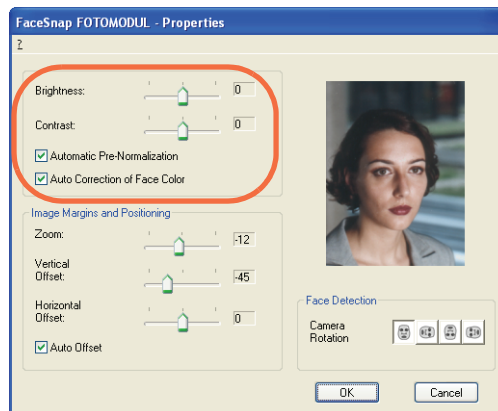 FaceSnap FOTOMODUL - Properties
?
Brightness:
0
Contrast:
0
Automatic Pre-Normalization
Auto Correction of Face Color
Image Margins and Positioning
Zoom:
-12
Vertical
Offset:
-45
Horizontal
Offset:
0
Auto Offset
Face Detection
Camera
Rotation
OK
Cancel